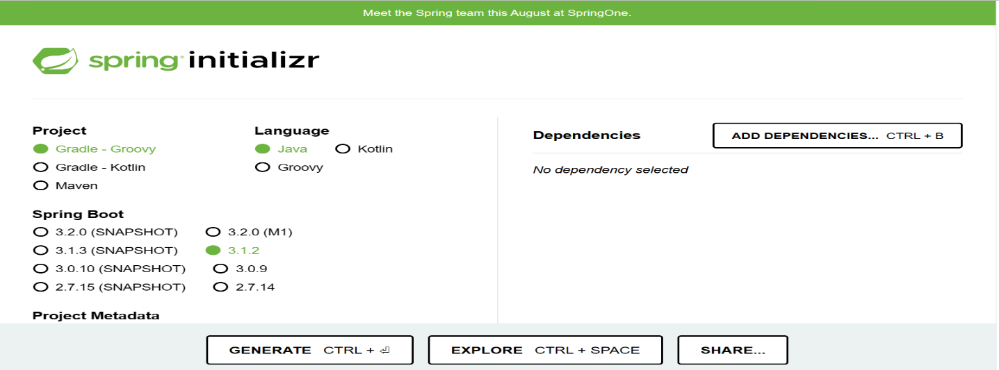 Meet the Spring team this August at SpringOne.
spring initializr
Project
Gradle - Groovy
Gradle - Kotlin
Maven
Language
Java Kotlin
Groovy
Spring Boot
3.2.0 (SNAPSHOT) 3.2.0 (M1)
3.1.3 (SNAPSHOT) 3.1.2
3.0.10 (SNAPSHOT) 3.0.9
2.7.15 (SNAPSHOT) 2.7.14
Project Metadata
Dependencies ADD DEPENDENCIES... CTRL + B
No dependency selected
GENERATE CTRL + ⏎ EXPLORE CTRL + SPACE SHARE...